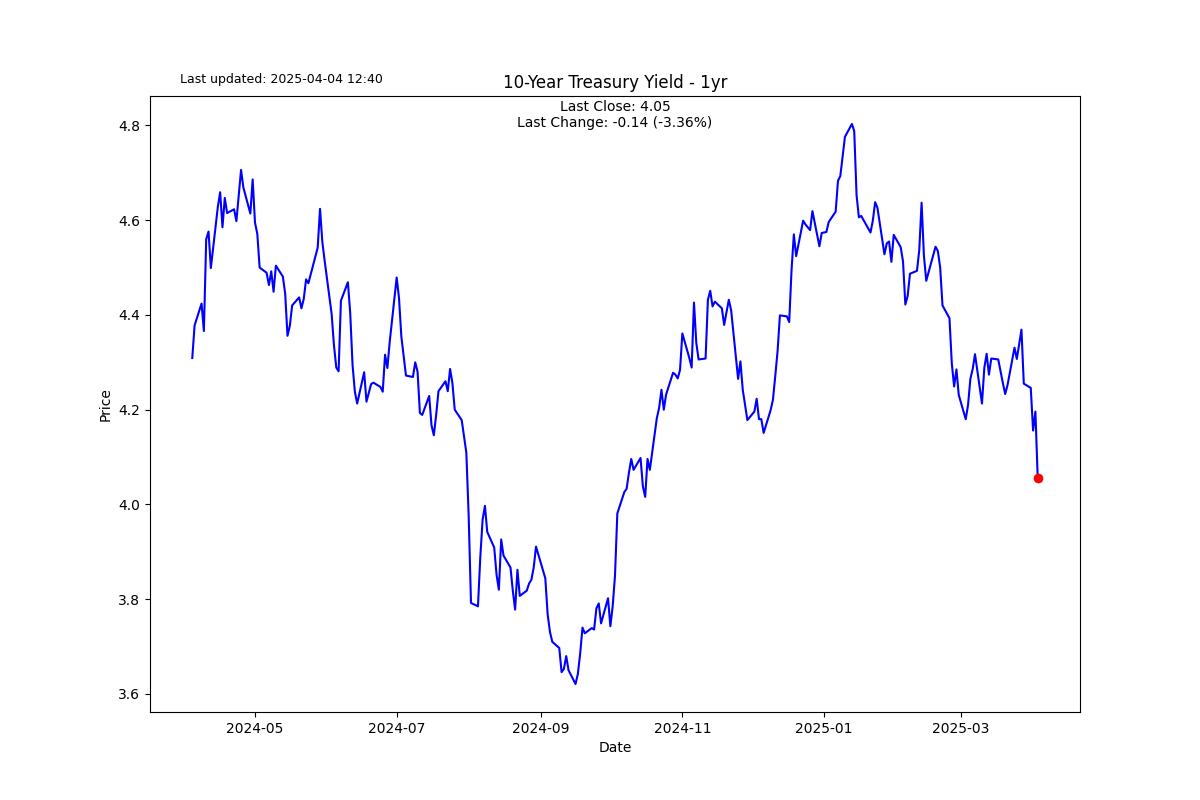 Last updated: 2025-04-04 12:40
10-Year Treasury Yield - 1yr
Last Close: 4.05
Last Change: -0.14 (-3.36%)
4.8
4.6
4.4
4.2
4.0
3.8
3.6
Price
2024-05
2024-07
2024-09
2024-11
2025-01
2025-03
Date